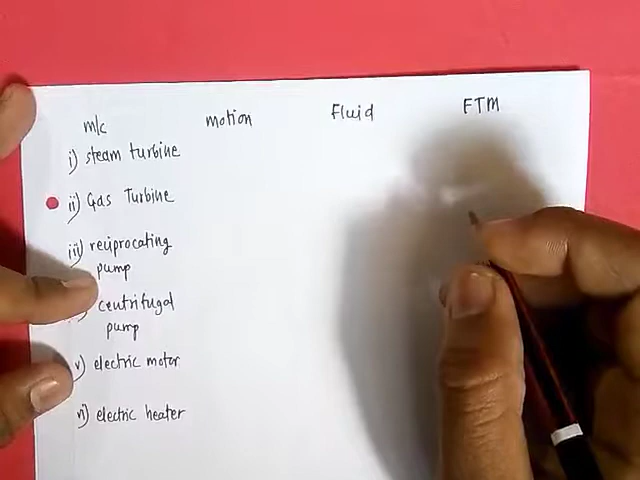 m/c motion Fluid FTM
i) steam turbine
ii) Gas Turbine
iii) reciprocating
pump
centrifugal
pump
v) electric motor
vi) electric heater